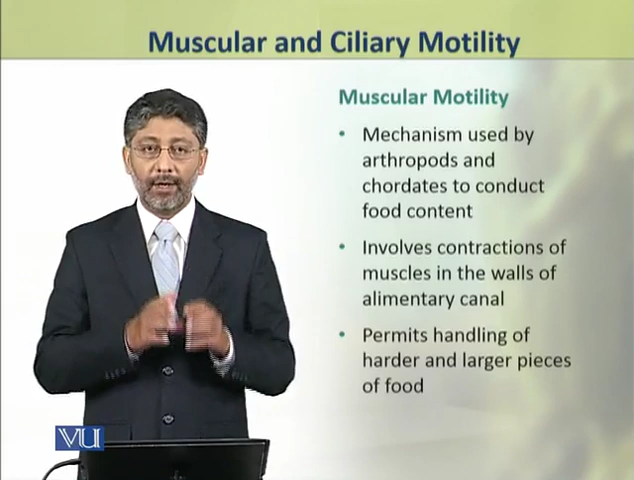 Muscular and Ciliary Motility
Muscular Motility
• Mechanism used by
arthropods and
chordates to conduct
food content
• Involves contractions of
muscles in the walls of
alimentary canal
• Permits handling of
harder and larger pieces
of food
VU